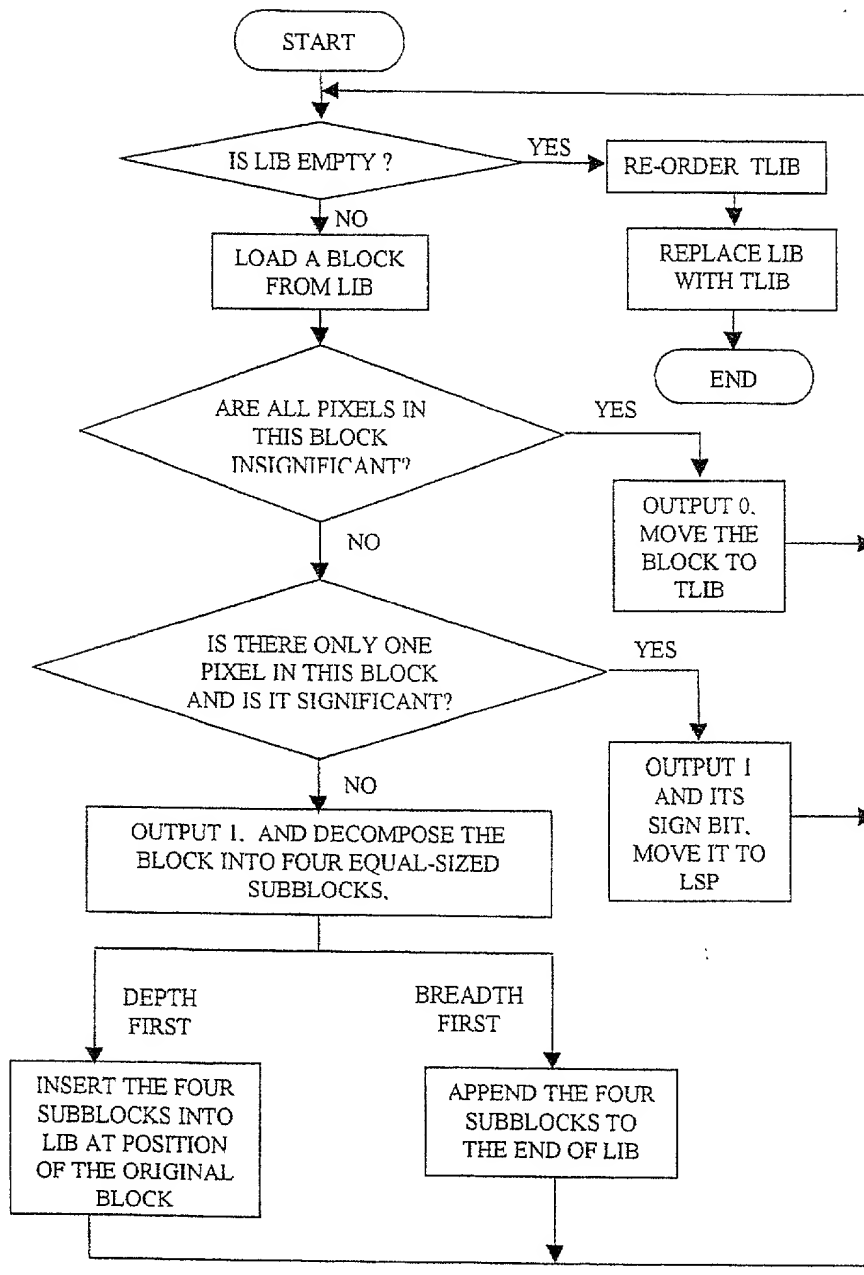 START
IS LIB EMPTY ?
YES
RE-ORDER TLIB
NO
LOAD A BLOCK
FROM LIB
REPLACE LIB
WITH TLIB
END
ARE ALL PIXELS IN
THIS BLOCK
INSIGNIFICANT?
YES
OUTPUT 0,
MOVE THE
BLOCK TO
TLIB
NO
IS THERE ONLY ONE
PIXEL IN THIS BLOCK
AND IS IT SIGNIFICANT?
YES
OUTPUT 1
AND ITS
SIGN BIT,
MOVE IT TO
LSP
NO
OUTPUT 1, AND DECOMPOSE THE
BLOCK INTO FOUR EQUAL-SIZED
SUBBLOCKS,
DEPTH
FIRST
BREADTH
FIRST
INSERT THE FOUR
SUBBLOCKS INTO
LIB AT POSITION
OF THE ORIGINAL
BLOCK
APPEND THE FOUR
SUBBLOCKS TO
THE END OF LIB